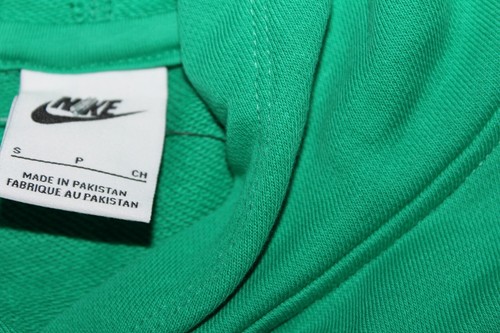 NIKE
S P CH
MADE IN PAKISTAN
FABRIQUE AU PAKISTAN